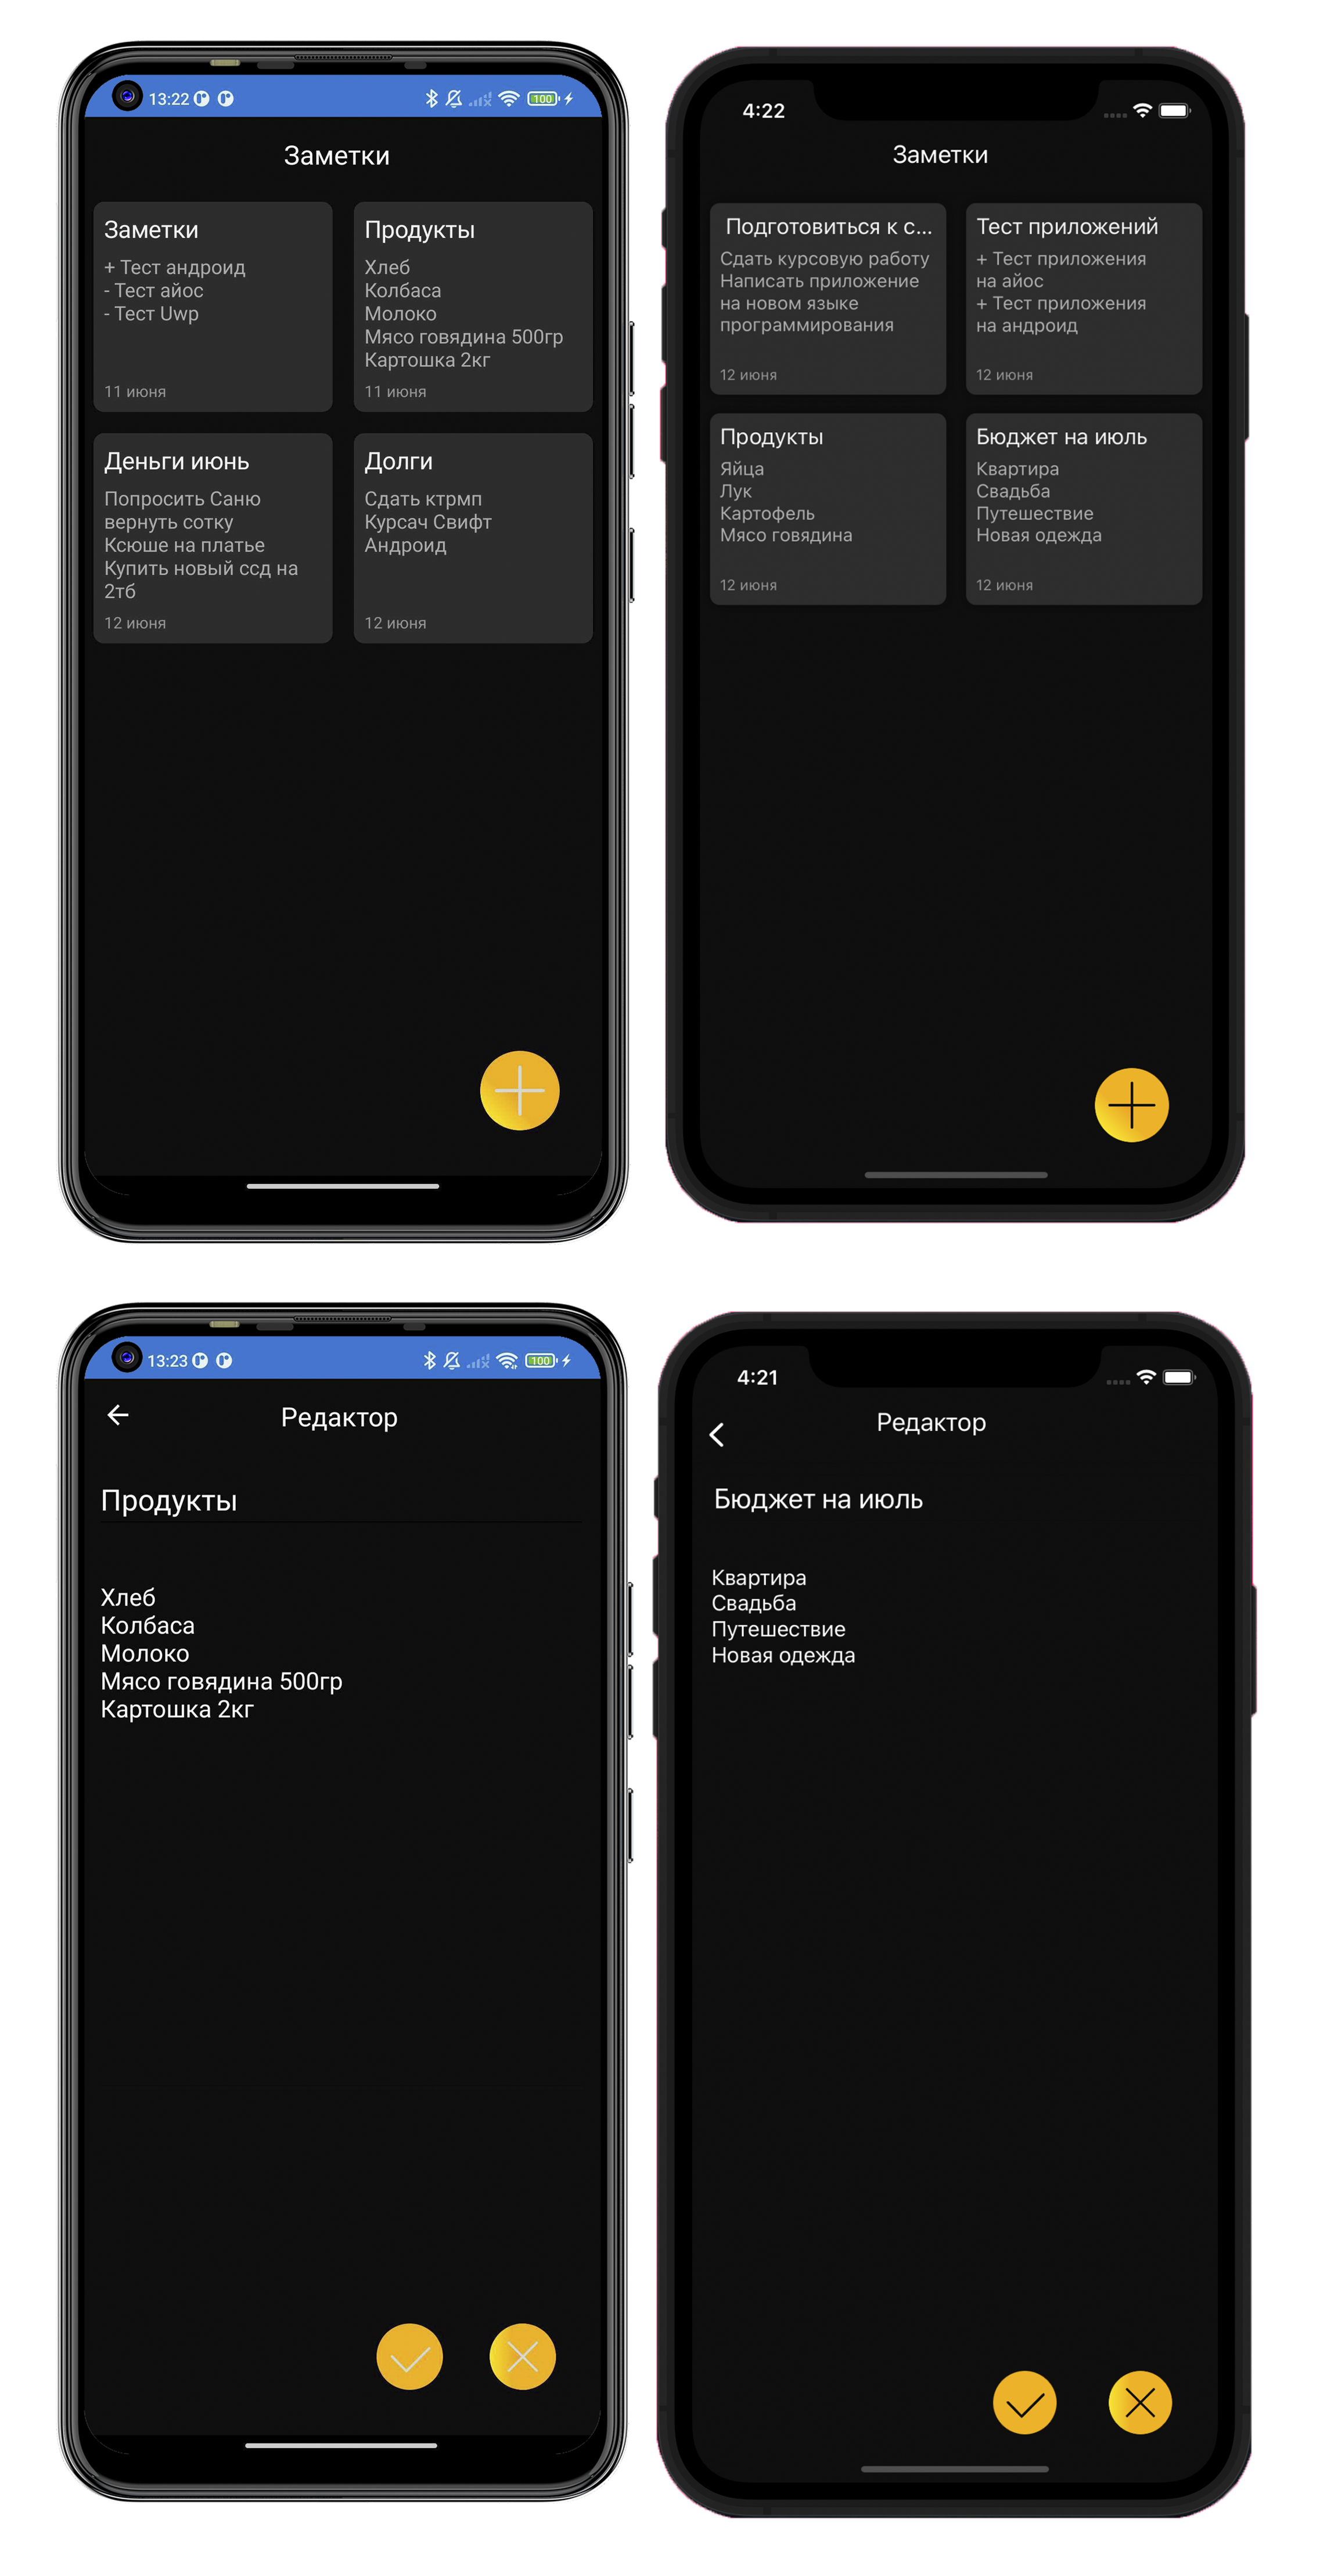 13:22
100
Заметки
Заметки
+ Тест андроид
- Тест айос
- Тест Uwp
11 июня
Продукты
Хлеб
Колбаса
Молоко
Мясо говядина 500гр
Картошка 2кг
11 июня
Деньги июнь
Попросить Саню
вернуть сотку
Ксюше на платье
Купить новый ссд на
2тб
12 июня
Долги
Сдать ктрмп
Курсач Свифт
Андроид
12 июня
4:22
Заметки
Подготовиться к с...
Сдать курсовую работу
Написать приложение
на новом языке
программирования
12 июня
Тест приложений
+ Тест приложения
на айос
+ Тест приложения
на андроид
12 июня
Продукты
Яйца
Лук
Картофель
Мясо говядина
12 июня
Бюджет на июль
Квартира
Свадьба
Путешествие
Новая одежда
12 июня
13:23
100
Редактор
Продукты
Хлеб
Колбаса
Молоко
Мясо говядина 500гр
Картошка 2кг
4:21
Редактор
Бюджет на июль
Квартира
Свадьба
Путешествие
Новая одежда